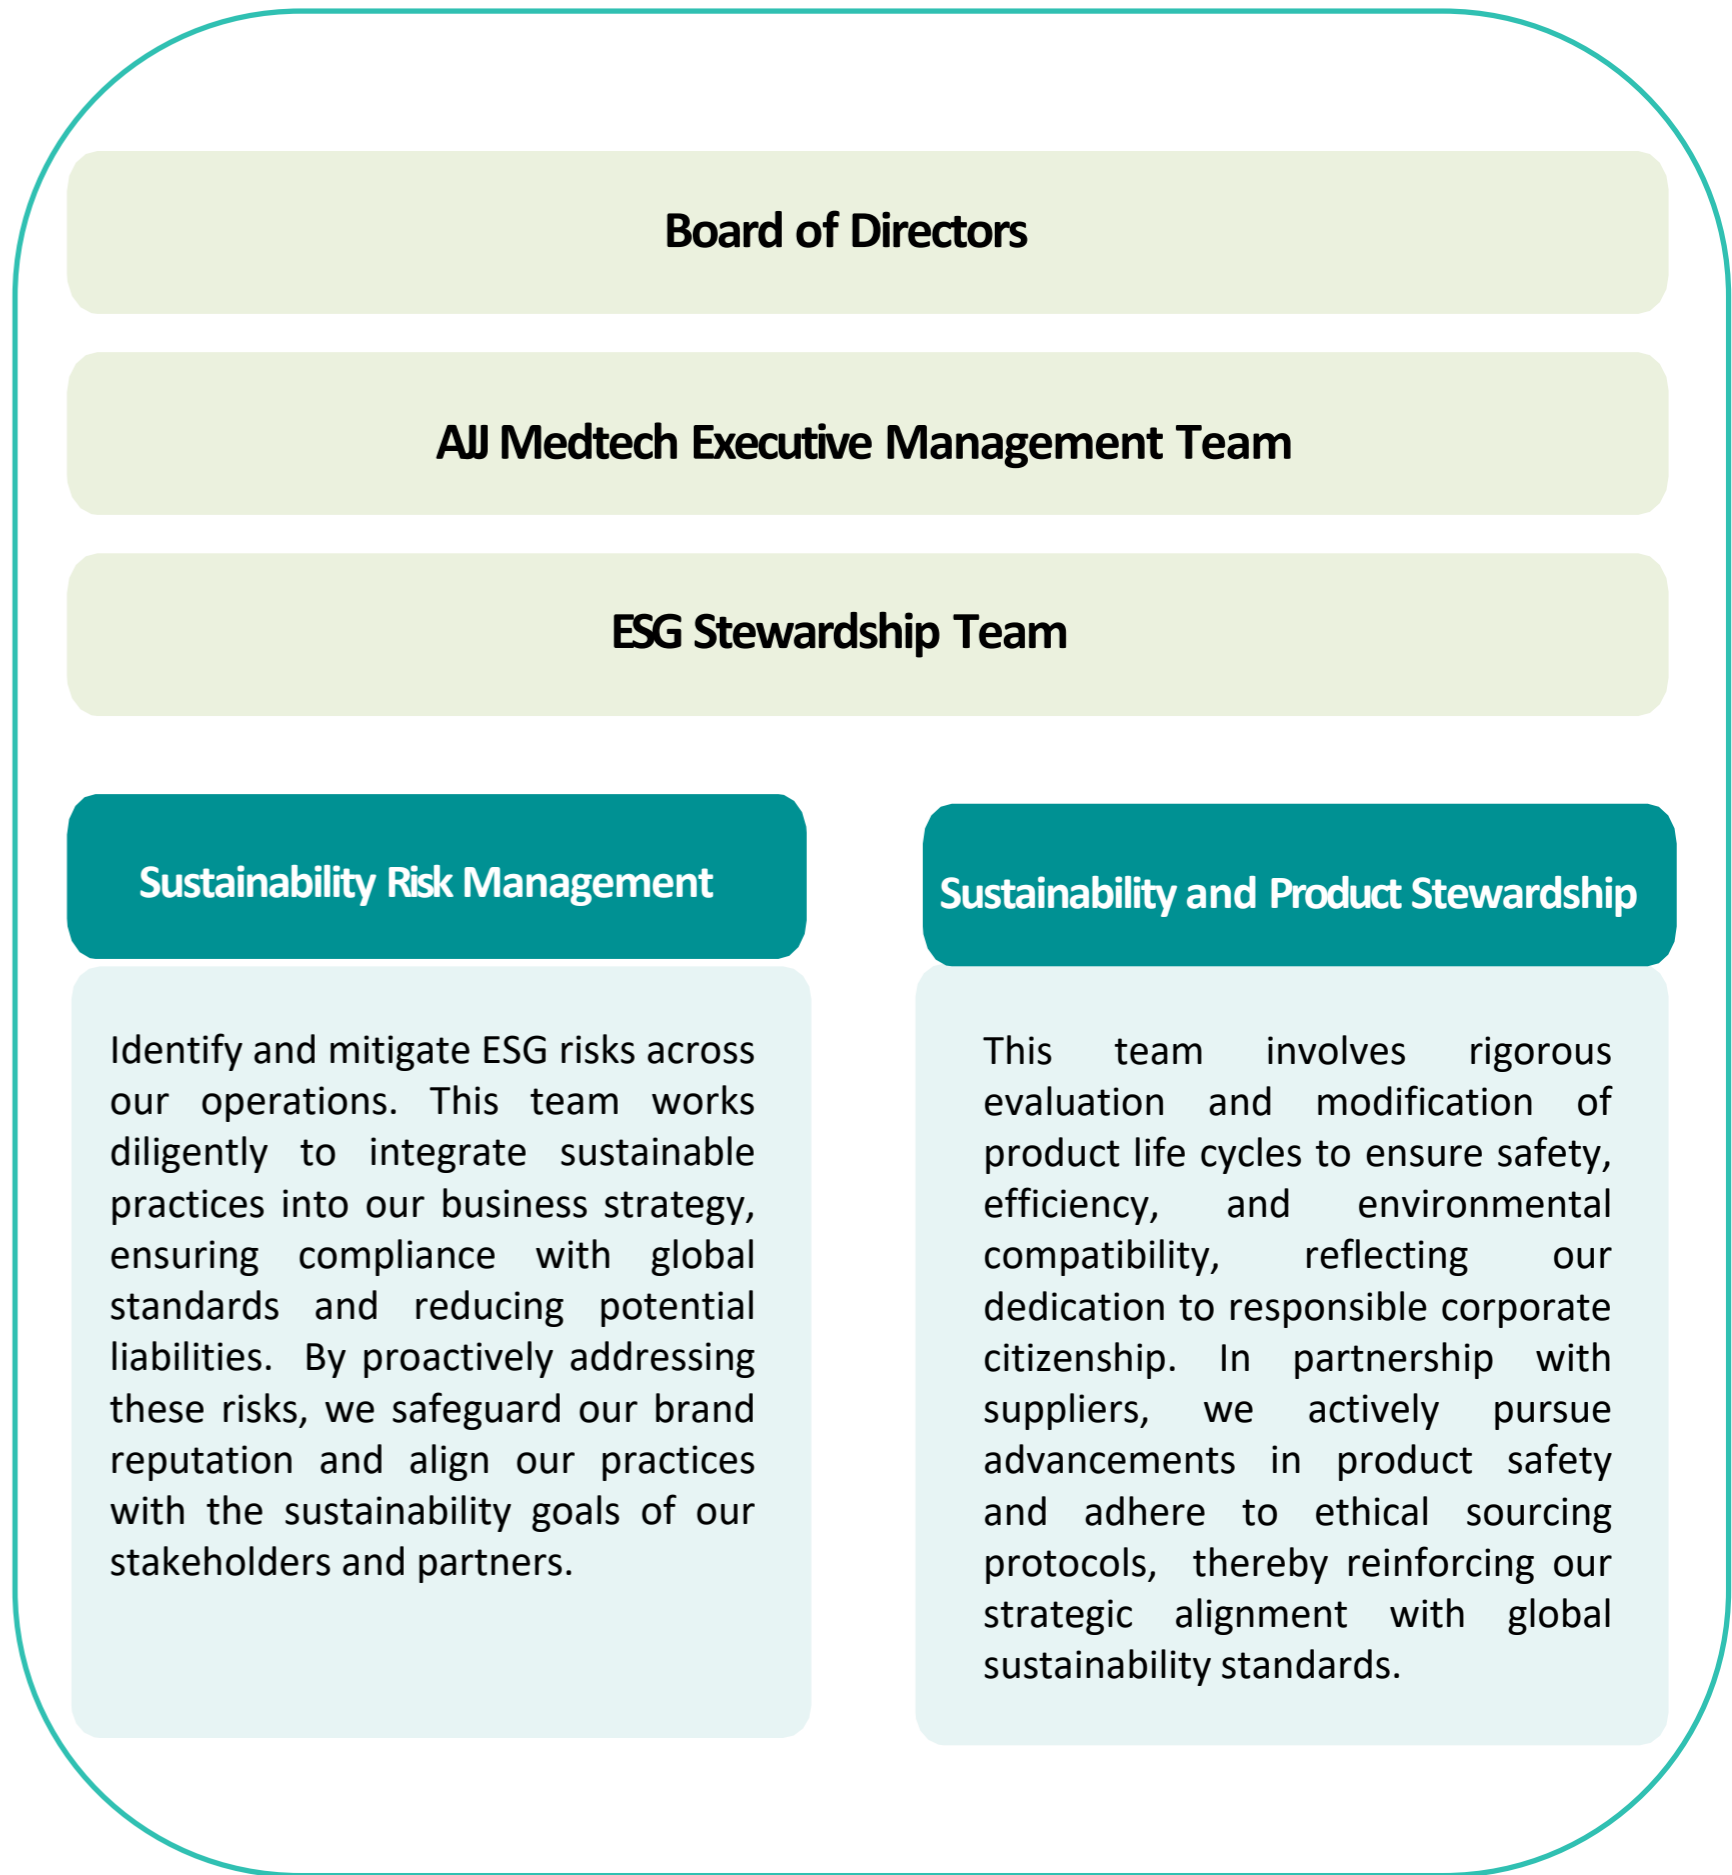 Board of Directors
AJJ Medtech Executive Management Team
ESG Stewardship Team
Sustainability Risk Management
Identify and mitigate ESG risks across
our operations. This team works
diligently to integrate sustainable
practices into our business strategy,
ensuring compliance with global
standards and reducing potential
liabilities. By proactively addressing
these risks, we safeguard our brand
reputation and align our practices
with the sustainability goals of our
stakeholders and partners.
Sustainability and Product Stewardship
This team involves rigorous
evaluation and modification of
product life cycles to ensure safety,
efficiency, and environmental
compatibility, reflecting our
dedication to responsible corporate
citizenship. In partnership with
suppliers, we actively pursue
advancements in product safety
and adhere to ethical sourcing
protocols, thereby reinforcing our
strategic alignment with global
sustainability standards.